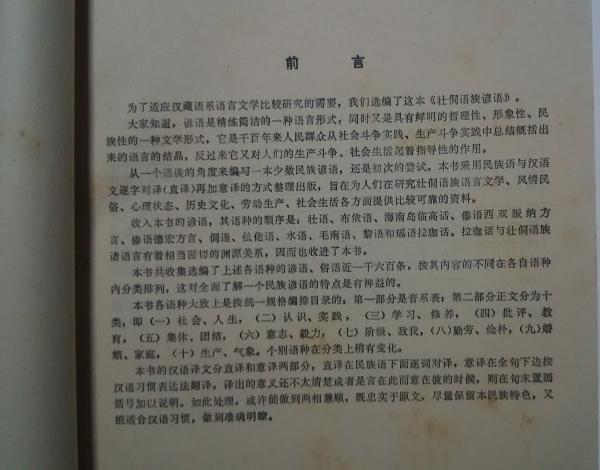 前言
为了适应汉藏语系语言文学比较研究的需要，我们选编了这本《壮侗语族谚语》。
大家知道，谚语是精练简洁的一种语言形式，同时又是具有鲜明的哲理性、形象性、民
族性的一种文学形式，它是千百年来人民群众从社会斗争实践、生产斗争实践中总结概括出
来的语言的结晶，反过来它又对人们的生产斗争、社会生活起着指导性的作用。
从一个语族的角度来编写一本少数民族谚语，还是初次的尝试。本书采用民族语与汉语
文逐字对译(直译)再加意译的方式整理出版，旨在为人们在研究壮侗语族语言文学、风情民
俗、心理状态、历史文化、劳动生产、社会生活各方面提供比较可靠的资料。
收入本书的谚语，其语种的顺序是：壮语、布依语、海南岛临高话、傣语西双版纳方
言、傣语德宏方言、侗语、仫佬语、水语、毛南语、黎语和瑶语拉珈话。拉珈话与壮侗语族
诸语言有着相当密切的渊源关系，因而也收进了本书。
本书共收集选编了上述各语种的谚语、俗语近一千六百条，按其内容的不同在各自语种
内分类排列，这对全面了解一个民族谚语的特点是有裨益的。
本书各语种大致上是按统一规格编排目录的：第一部分是音系表；第二部分正文分为十
类，即（一）社会、人生，（二）认识、实践，（三）学习、修养，（四）批评、教
育，（五）集体、团结，（六）意志、毅力，（七）阶级、敌我，（八）勤劳、俭朴，（九）婚
姻、家庭，（十）生产、气象。个别语种在分类上稍有变化。
本书的汉语译文分直译和意译两部分，直译在民族语下面逐词对译，意译在全句下边按
汉语习惯表达法翻译，译出的意义还不太清楚或者是言在此而意在彼的时候，则在句末置圆
括号加以说明。如此处理，或许能做到两相兼顾，既忠实于原文，尽量保留本民族特色，又
能适合汉语习惯，做到准确明瞭。